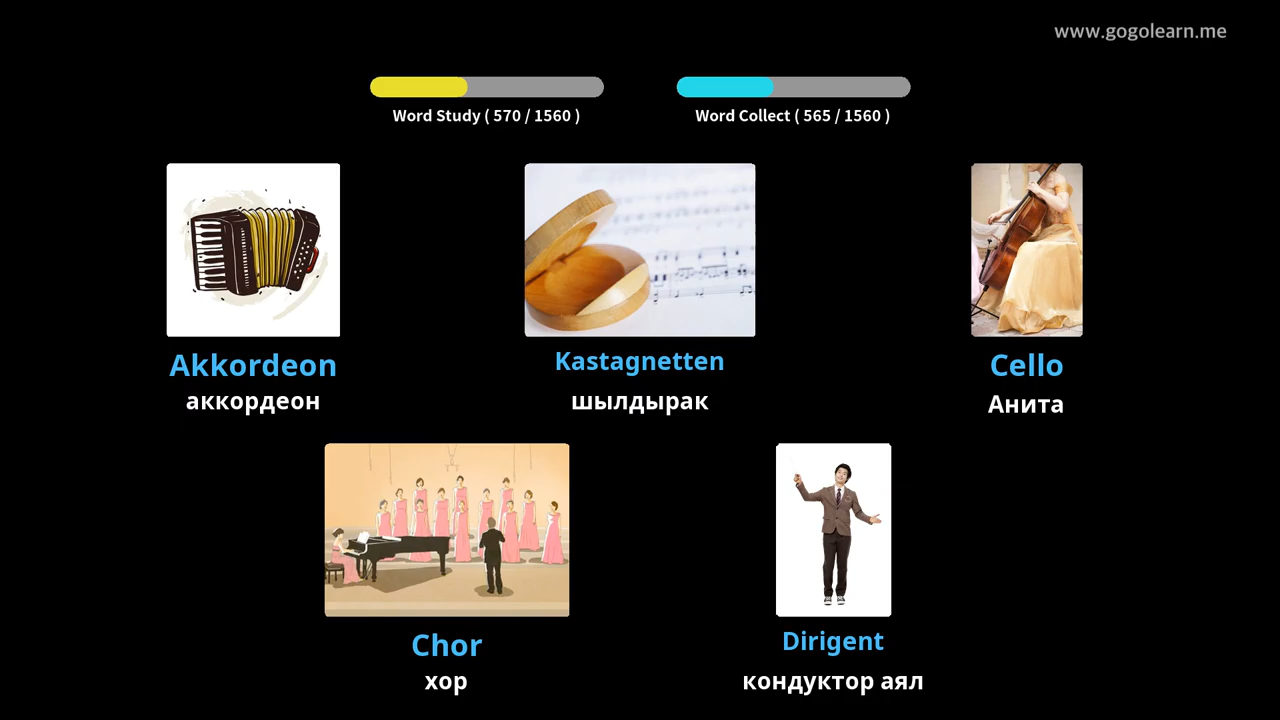 www.gogolearn.me
Word Study ( 570 / 1560 )
Word Collect ( 565 / 1560 )
Akkordeon
аккордеон
Kastagnetten
шылдырак
Cello
Анита
Chor
хор
Dirigent
кондуктор аял